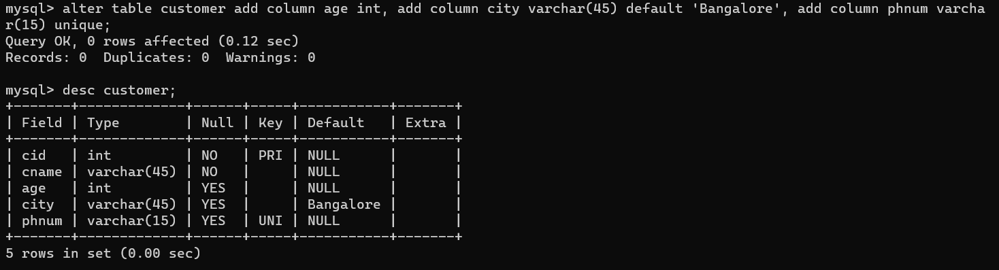 mysql> alter table customer add column age int, add column city varchar(45) default 'Bangalore', add column phnum varcha
r(15) unique;
Query OK, 0 rows affected (0.12 sec)
Records: 0  Duplicates: 0  Warnings: 0

mysql> desc customer;
+-------+-------------+------+-----+-----------+-------+
| Field | Type        | Null | Key | Default   | Extra |
+-------+-------------+------+-----+-----------+-------+
| cid   | int         | NO   | PRI | NULL      |       |
| cname | varchar(45) | NO   |     | NULL      |       |
| age   | int         | YES  |     | NULL      |       |
| city  | varchar(45) | YES  |     | Bangalore |       |
| phnum | varchar(15) | YES  | UNI | NULL      |       |
+-------+-------------+------+-----+-----------+-------+
5 rows in set (0.00 sec)